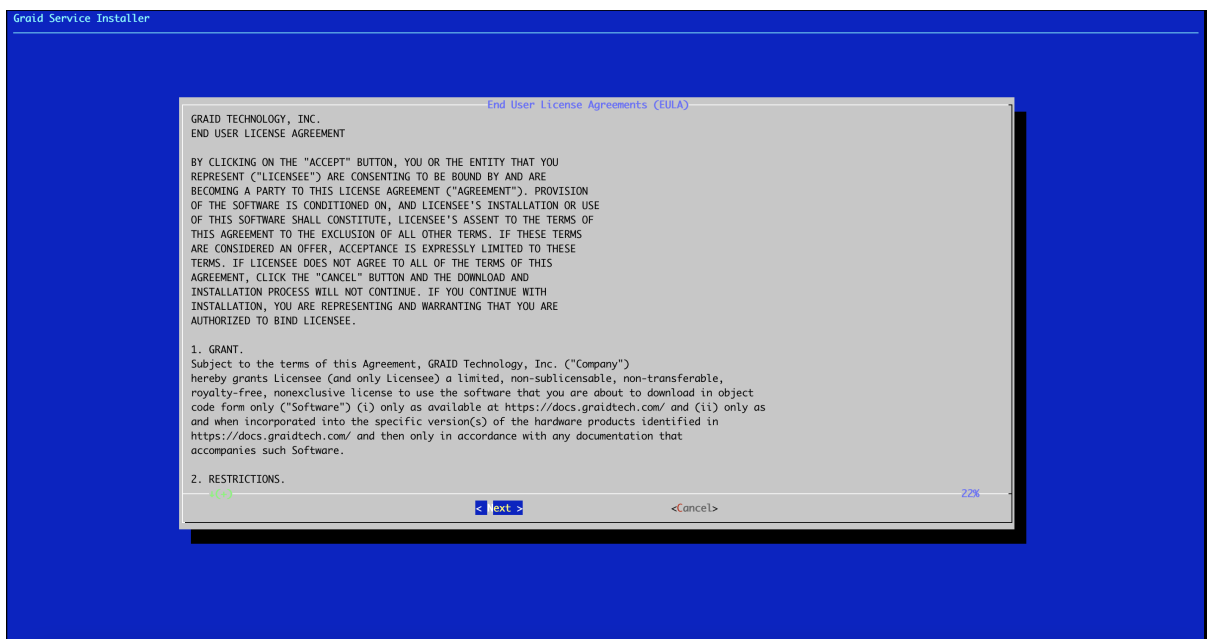 Graid Service Installer
End User License Agreements (EULA)
GRAID TECHNOLOGY, INC.
END USER LICENSE AGREEMENT
BY CLICKING ON THE "ACCEPT" BUTTON, YOU OR THE ENTITY THAT YOU
REPRESENT ("LICENSEE") ARE CONSENTING TO BE BOUND BY AND ARE
BECOMING A PARTY TO THIS LICENSE AGREEMENT ("AGREEMENT"). PROVISION
OF THE SOFTWARE IS CONDITIONED ON, AND LICENSEE'S INSTALLATION OR USE
OF THIS SOFTWARE SHALL CONSTITUTE, LICENSEE'S ASSENT TO THE TERMS OF
THIS AGREEMENT TO THE EXCLUSION OF ALL OTHER TERMS. IF THESE TERMS
ARE CONSIDERED AN OFFER, ACCEPTANCE IS EXPRESSLY LIMITED TO THESE
TERMS. IF LICENSEE DOES NOT AGREE TO ALL OF THE TERMS OF THIS
AGREEMENT, CLICK THE "CANCEL" BUTTON AND THE DOWNLOAD AND
INSTALLATION PROCESS WILL NOT CONTINUE. IF YOU CONTINUE WITH
INSTALLATION, YOU ARE REPRESENTING AND WARRANTING THAT YOU ARE
AUTHORIZED TO BIND LICENSEE.
1. GRANT.
Subject to the terms of this Agreement, GRAID Technology, Inc. ("Company")
hereby grants Licensee (and only Licensee) a limited, non-sublicensable, non-transferable,
royalty-free, nonexclusive license to use the software that you are about to download in object
code form only ("Software") (i) only as available at https://docs.graidtech.com/ and (ii) only as
and when incorporated into the specific version(s) of the hardware products identified in
https://docs.graidtech.com/ and then only in accordance with any documentation that
accompanies such Software.
2. RESTRICTIONS.
22%
< Next > <Cancel>